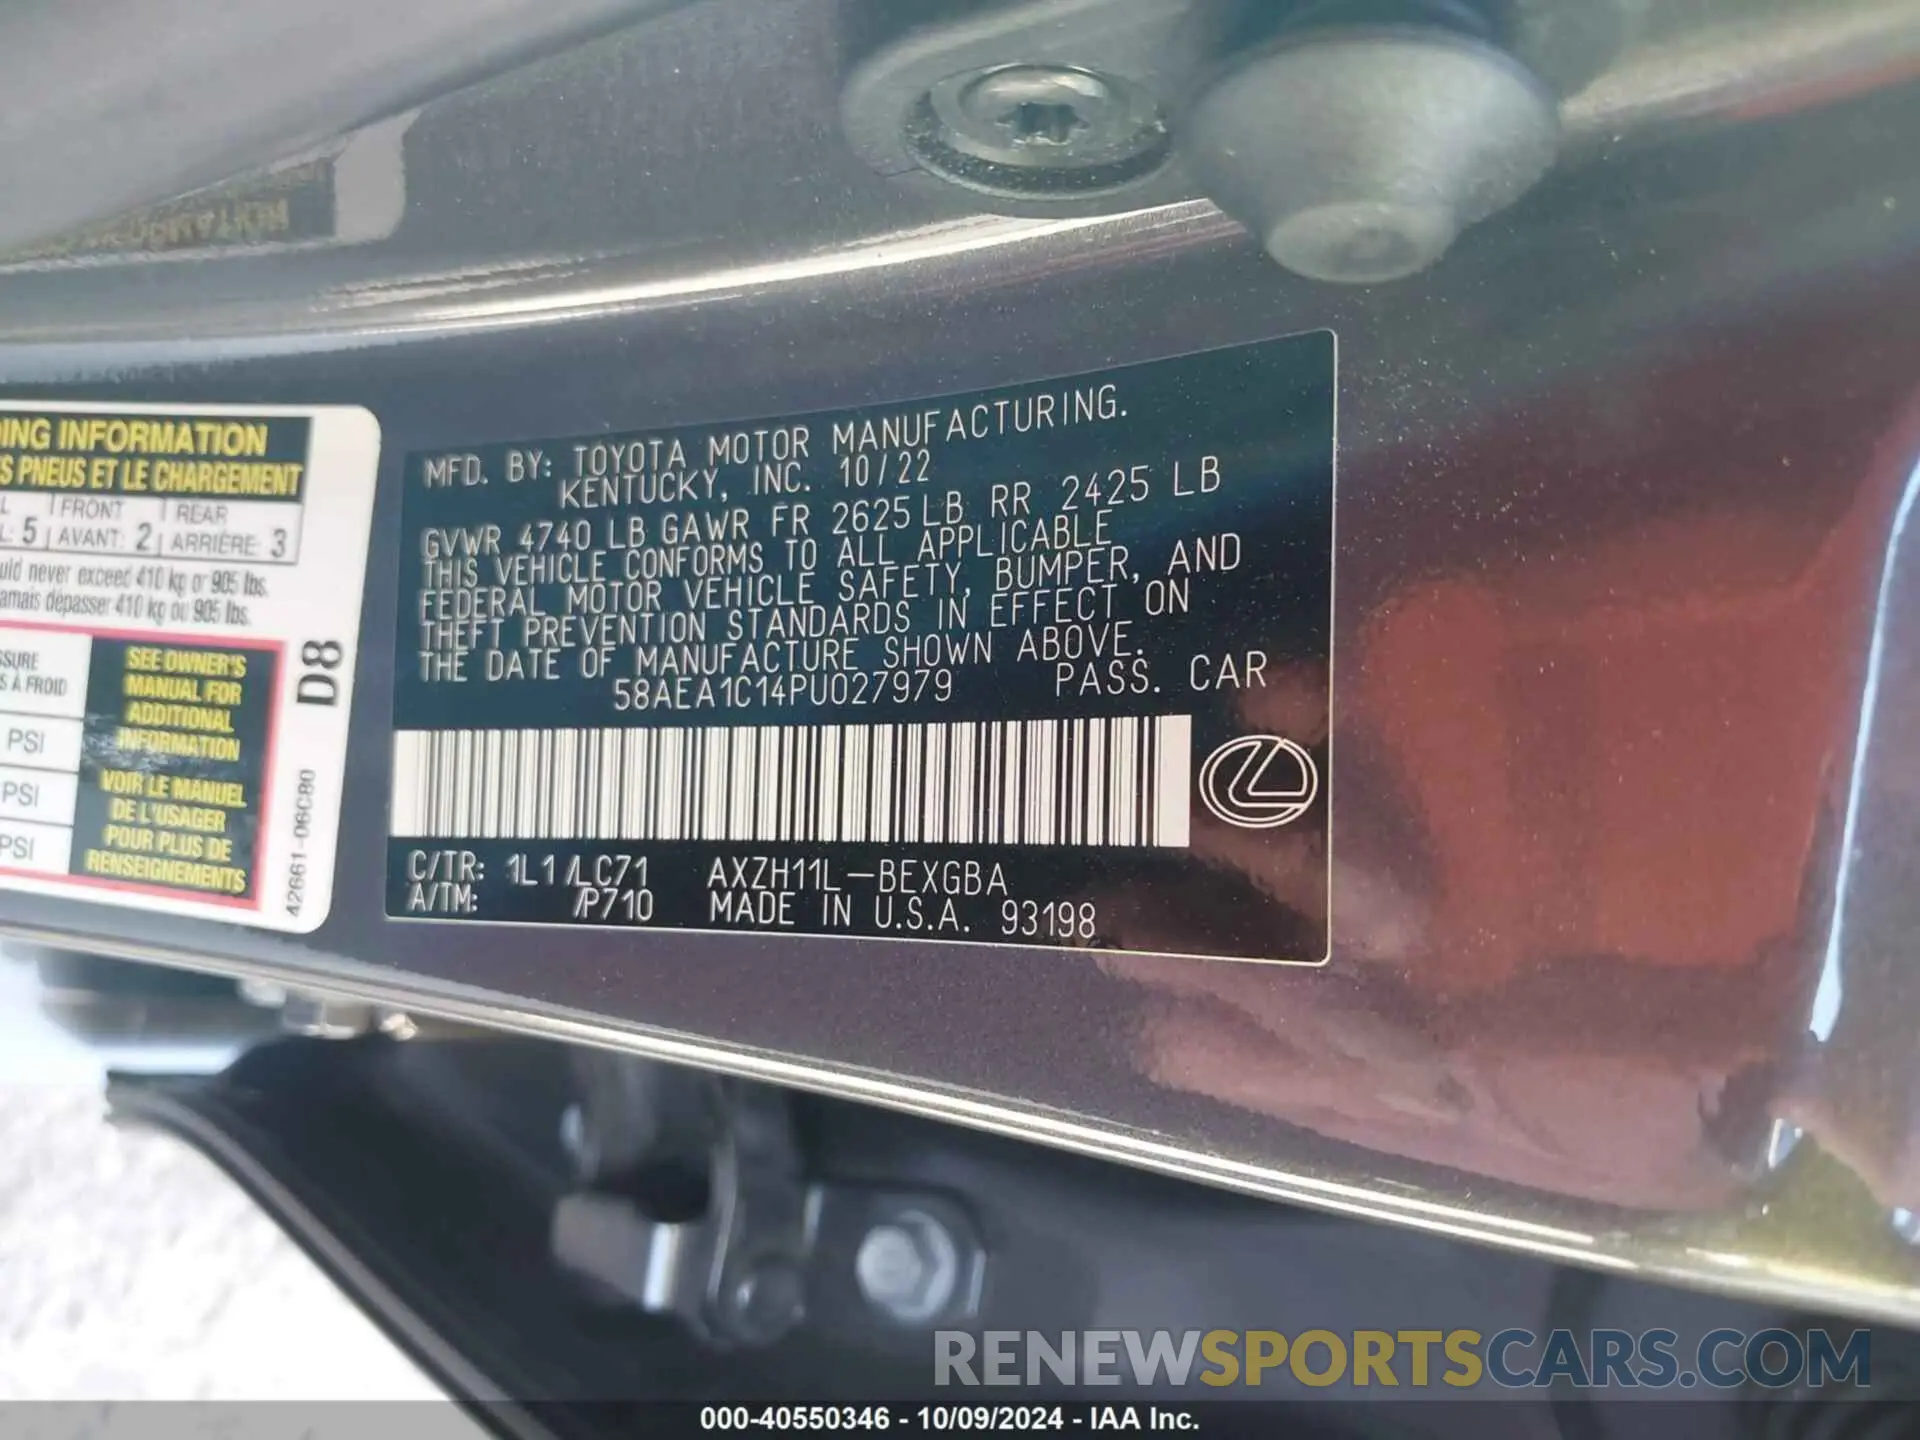 ING INFORMATION
S PNEUS ET LE CHARGEMENT
FRONT REAR
: 5 AVANT: 2 ARRIÈRE: 3
uld never exceed 410 kg or 905 lbs.
amais dépasser 410 kg ou 905 lbs.
SSURE
S À FROID
PSI
PSI
PSI
SEE OWNER'S
MANUAL FOR
ADDITIONAL
INFORMATION
VOIR LE MANUEL
DE L'USAGER
POUR PLUS DE
RENSEIGNEMENTS
D8
42661-06C80
MFD. BY: TOYOTA MOTOR MANUFACTURING.
KENTUCKY, INC. 10/22
GVWR 4740 LB GAWR FR 2625 LB RR 2425 LB
THIS VEHICLE CONFORMS TO ALL APPLICABLE
FEDERAL MOTOR VEHICLE SAFETY, BUMPER, AND
THEFT PREVENTION STANDARDS IN EFFECT ON
THE DATE OF MANUFACTURE SHOWN ABOVE.
58AEA1C14PU027979 PASS. CAR
C/TR: 1L1/LC71 AXZH11L-BEXGBA
A/TM: /P710 MADE IN U.S.A. 93198
RENEWSPORTSCARS.COM
000-40550346 - 10/09/2024 - IAA Inc.